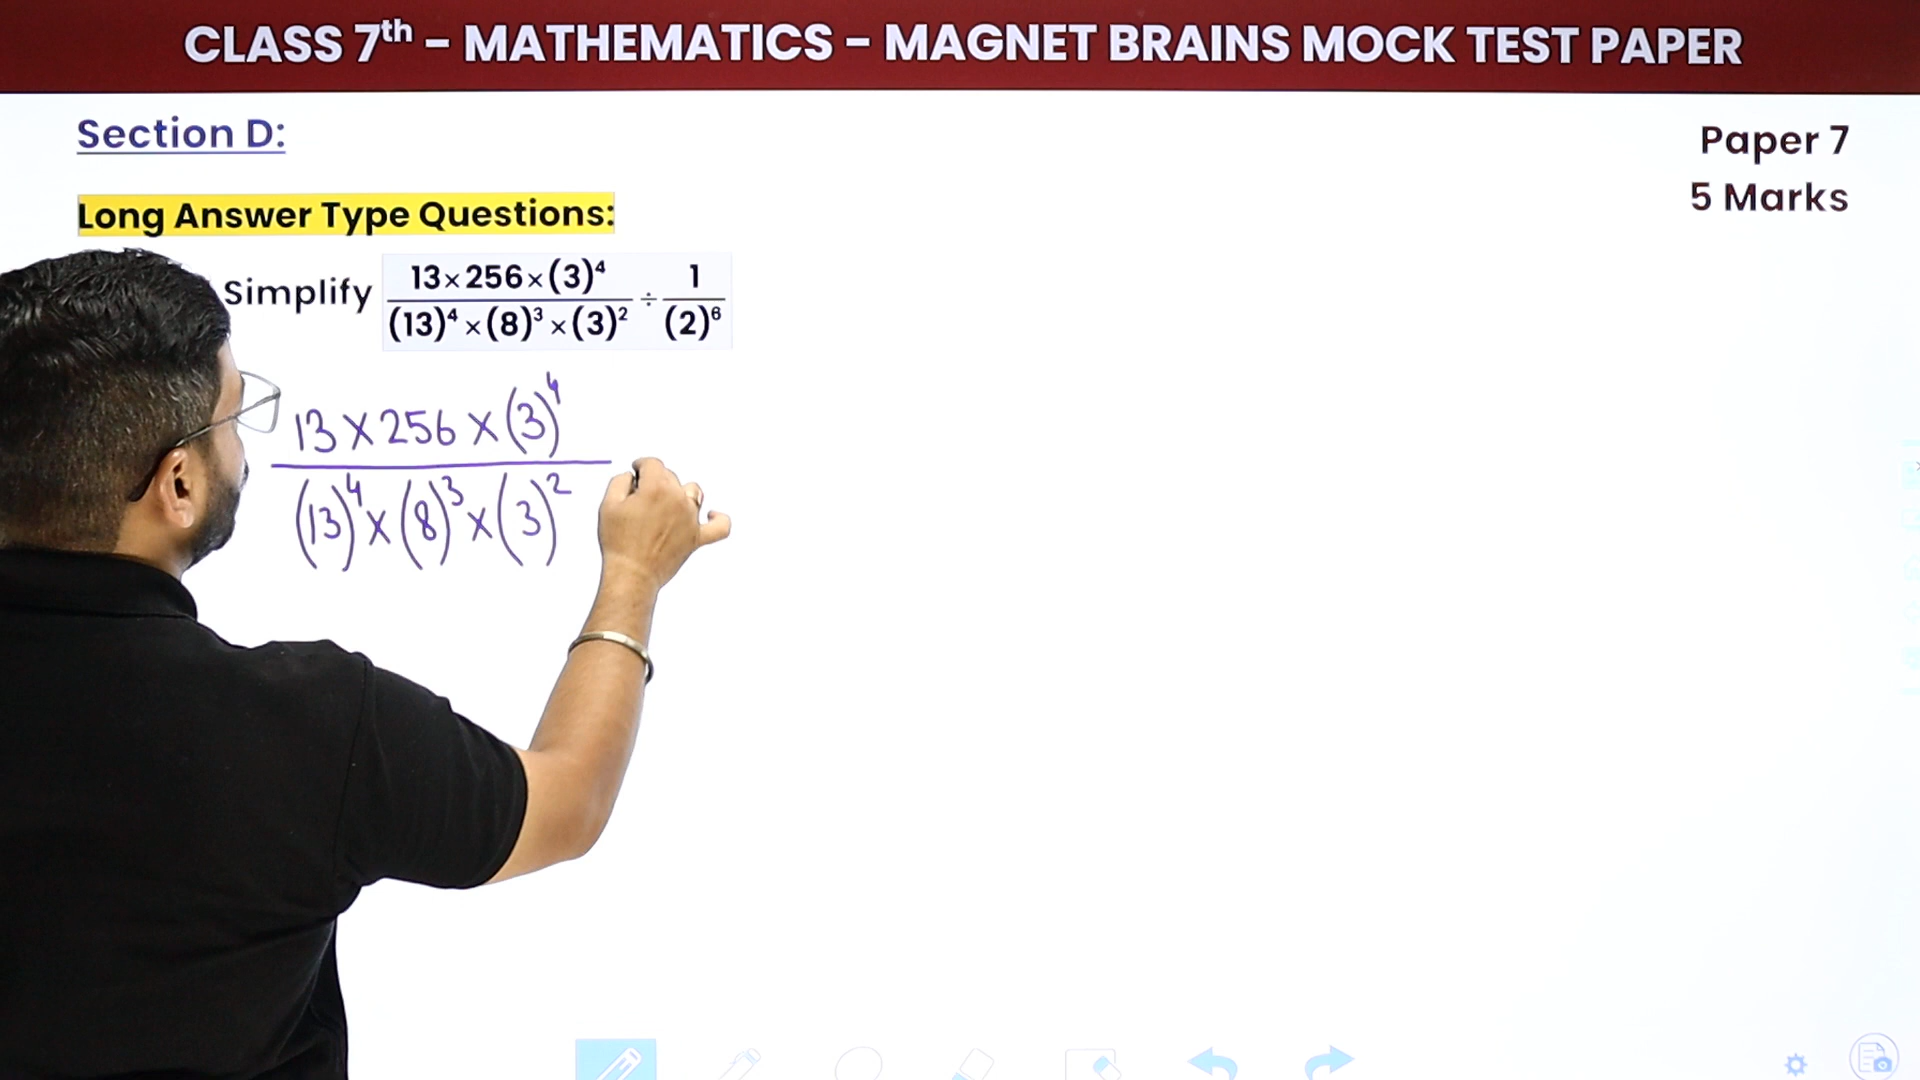 CLASS 7th - MATHEMATICS - MAGNET BRAINS MOCK TEST PAPER
Section D:
Paper 7
5 Marks
Long Answer Type Questions:
Simplify 13×256×(3)⁴ / (13)⁴×(8)³×(3)² ÷ 1 / (2)⁶
13 × 256 × (3)⁴
(13)⁴ × (8)³ × (3)²